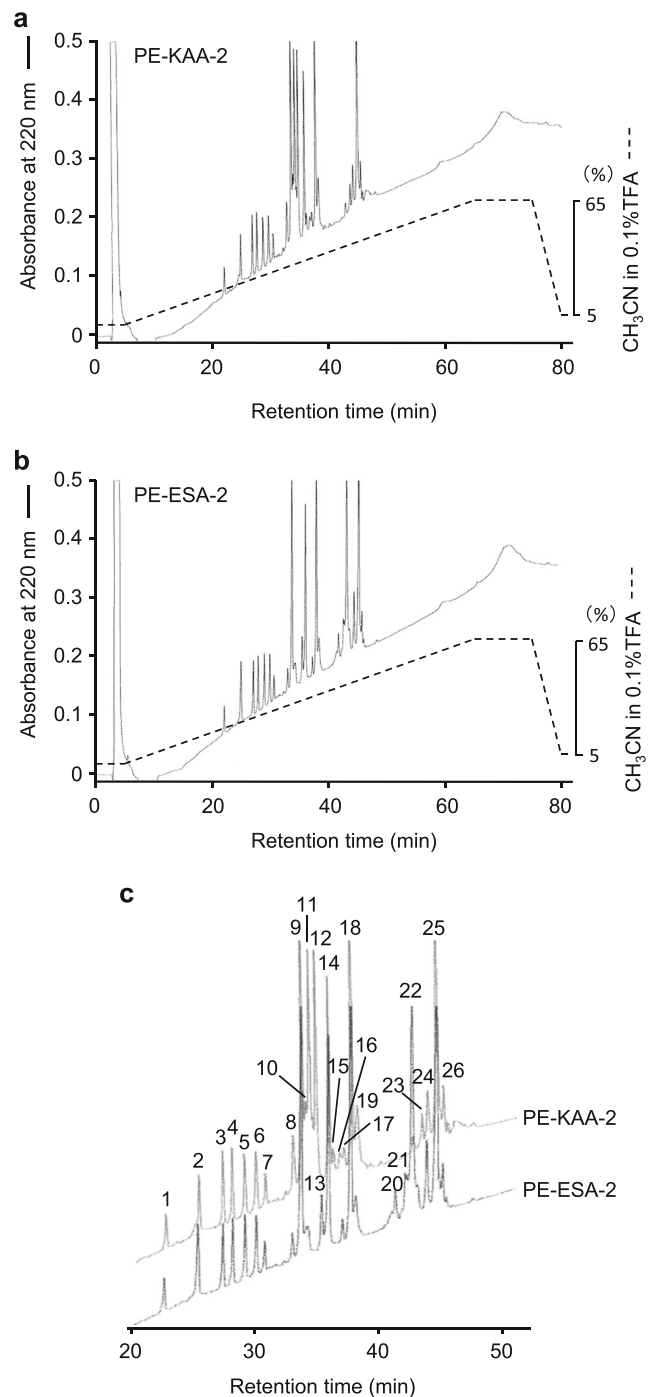 a
PE-KAA-2
Absorbance at 220 nm
0.5
0.4
0.3
0.2
0.1
0
0 20 40 60 80
Retention time (min)
(%)
65
5
CH₃CN in 0.1%TFA
b
PE-ESA-2
Absorbance at 220 nm
0.5
0.4
0.3
0.2
0.1
0
0 20 40 60 80
Retention time (min)
(%)
65
5
CH₃CN in 0.1%TFA
c
11
9 12 18 25
14
22
10 15 16
23 24 26
8 19 17
3 4 5 6
2 7
1
13 20 21
PE-KAA-2
PE-ESA-2
20 30 40 50
Retention time (min)